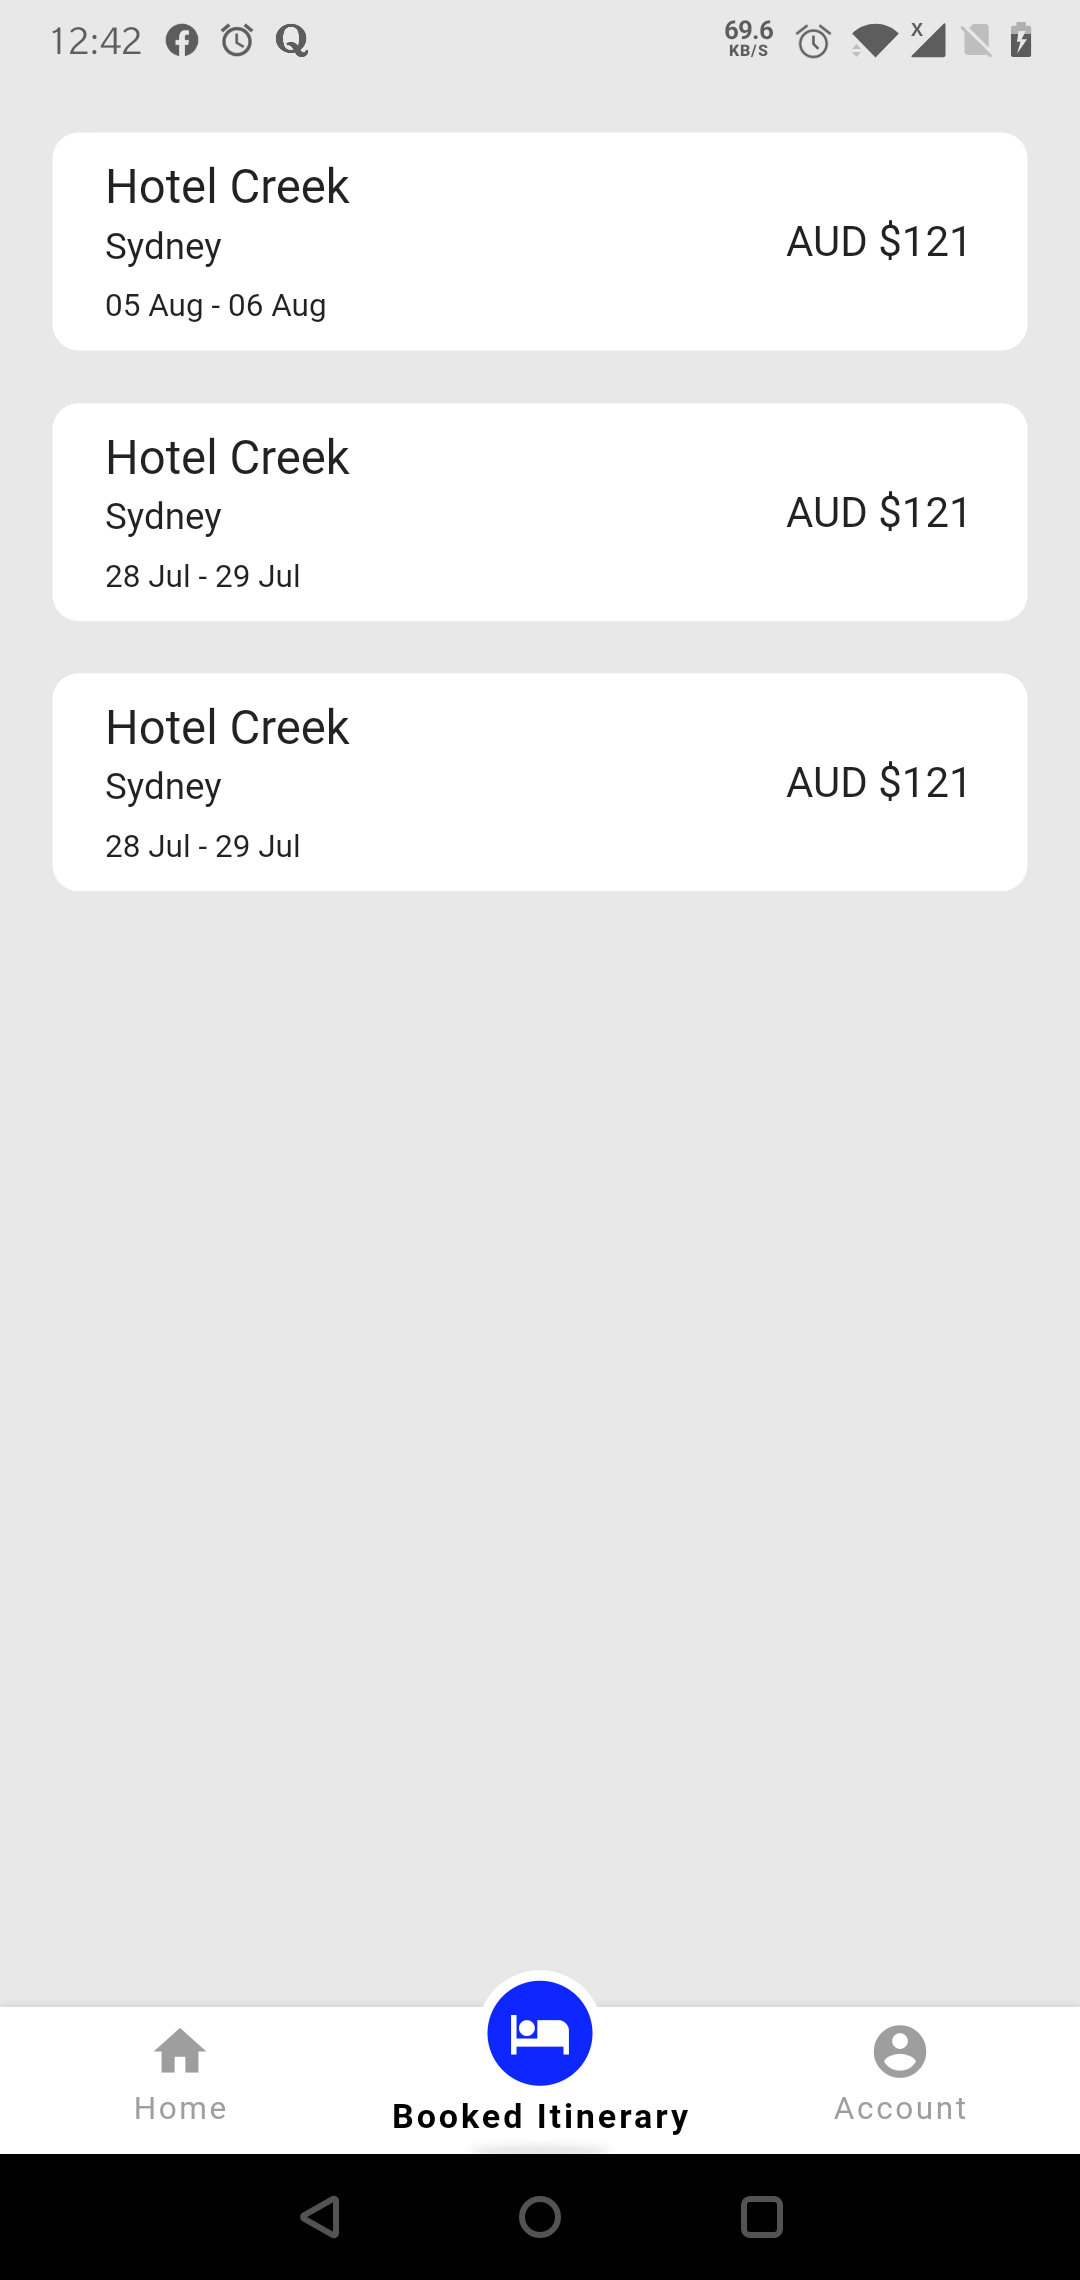 12:42
69.6
KB/S
Hotel Creek
Sydney
AUD $121
05 Aug - 06 Aug
Hotel Creek
Sydney
AUD $121
28 Jul - 29 Jul
Hotel Creek
Sydney
AUD $121
28 Jul - 29 Jul
Home
Booked Itinerary
Account